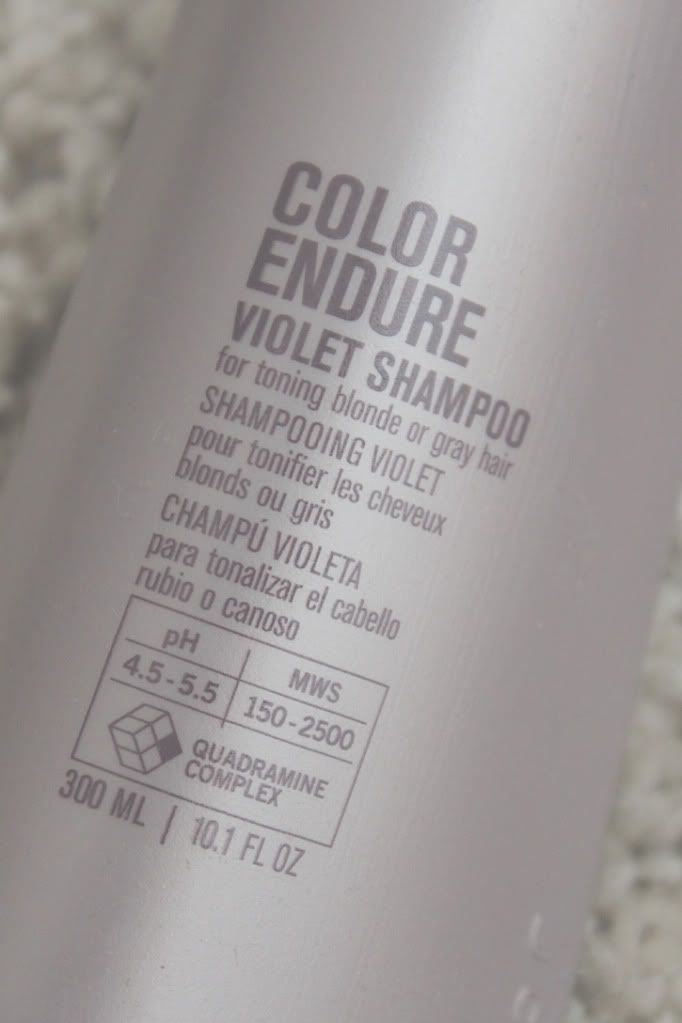 COLOR
ENDURE
VIOLET SHAMPOO
for toning blonde or gray hair
SHAMPOOING VIOLET
pour tonifier les cheveux
blonds ou gris
CHAMPÚ VIOLETA
para tonalizar el cabello
rubio o canoso
pH MWS
4.5-5.5 150-2500
QUADRAMINE
COMPLEX
300 ML | 10.1 FL OZ